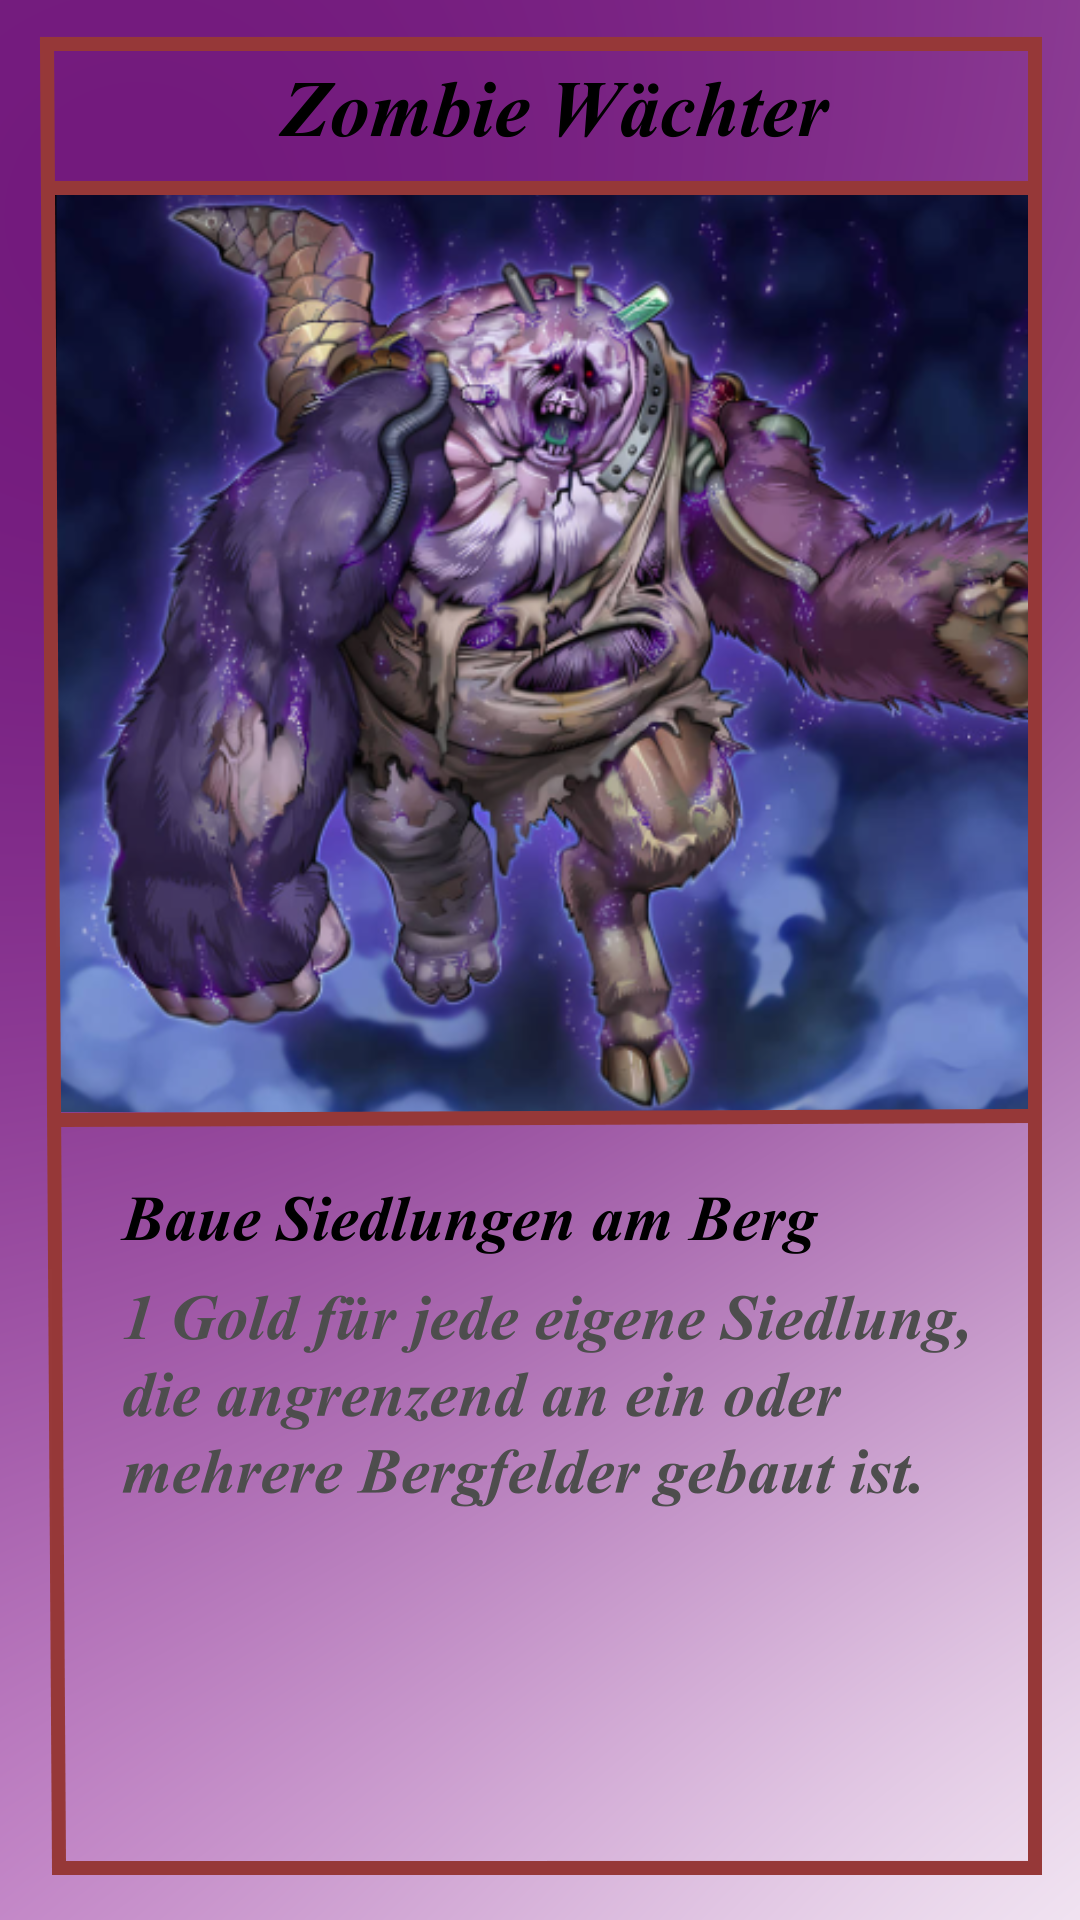 Zombie Wächter
Baue Siedlungen am Berg
1 Gold für jede eigene Siedlung,
die angrenzend an ein oder
mehrere Bergfelder gebaut ist.